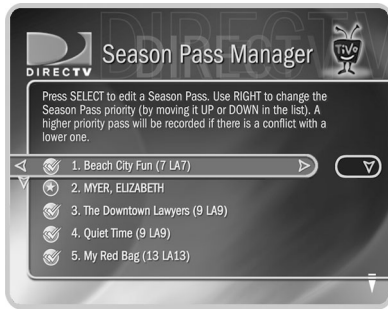 DIRECTV
DIRECTV
Season Pass Manager
TiVo
Press SELECT to edit a Season Pass. Use RIGHT to change the
Season Pass priority (by moving it UP or DOWN in the list). A
higher priority pass will be recorded if there is a conflict with a
lower one.
1. Beach City Fun (7 LA7)
2. MYER, ELIZABETH
3. The Downtown Lawyers (9 LA9)
4. Quiet Time (9 LA9)
5. My Red Bag (13 LA13)